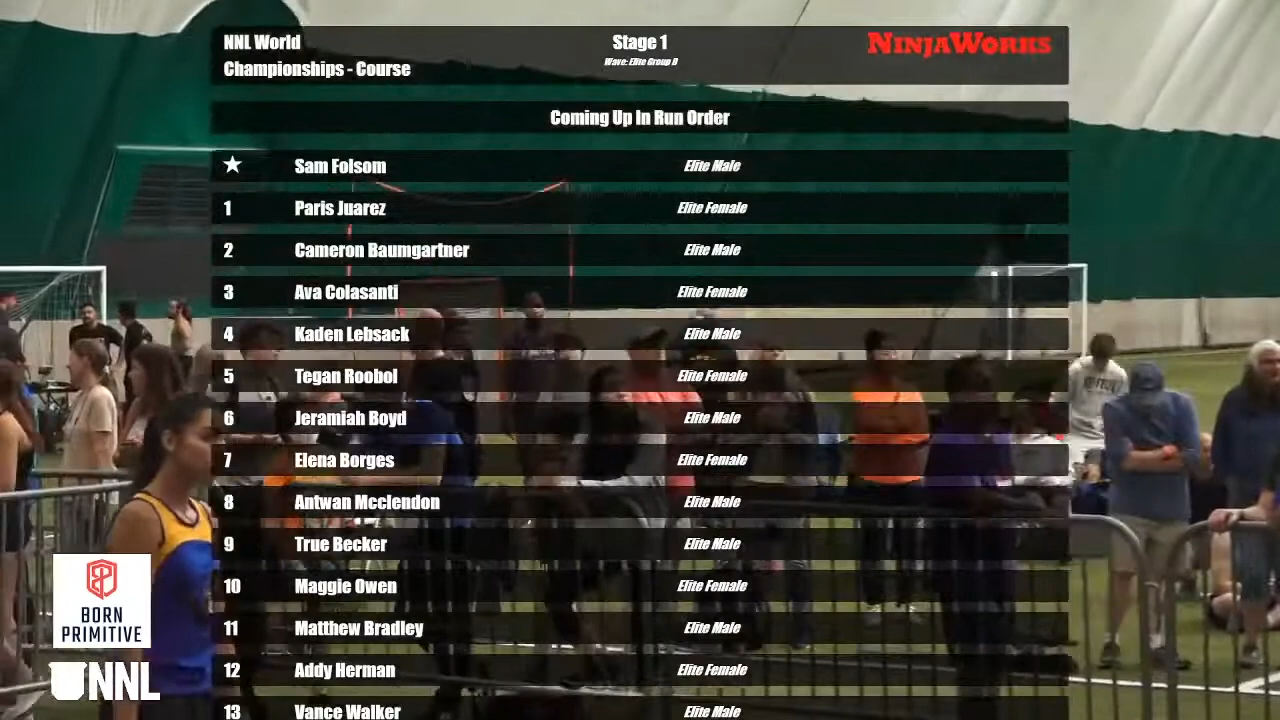 NNL World
Championships - Course
Stage 1
Wave: Elite Group B
NINJAWORKS
Coming Up In Run Order
★ Sam Folsom Elite Male
1 Paris Juarez Elite Female
2 Cameron Baumgartner Elite Male
3 Ava Colasanti Elite Female
4 Kaden Lebsack Elite Male
5 Tegan Roobol Elite Female
6 Jeramiah Boyd Elite Male
7 Elena Borges Elite Female
8 Antwan Mcclendon Elite Male
9 True Becker Elite Male
10 Maggie Owen Elite Female
11 Matthew Bradley Elite Male
12 Addy Herman Elite Female
13 Vance Walker Elite Male
BORN
PRIMITIVE
NNL